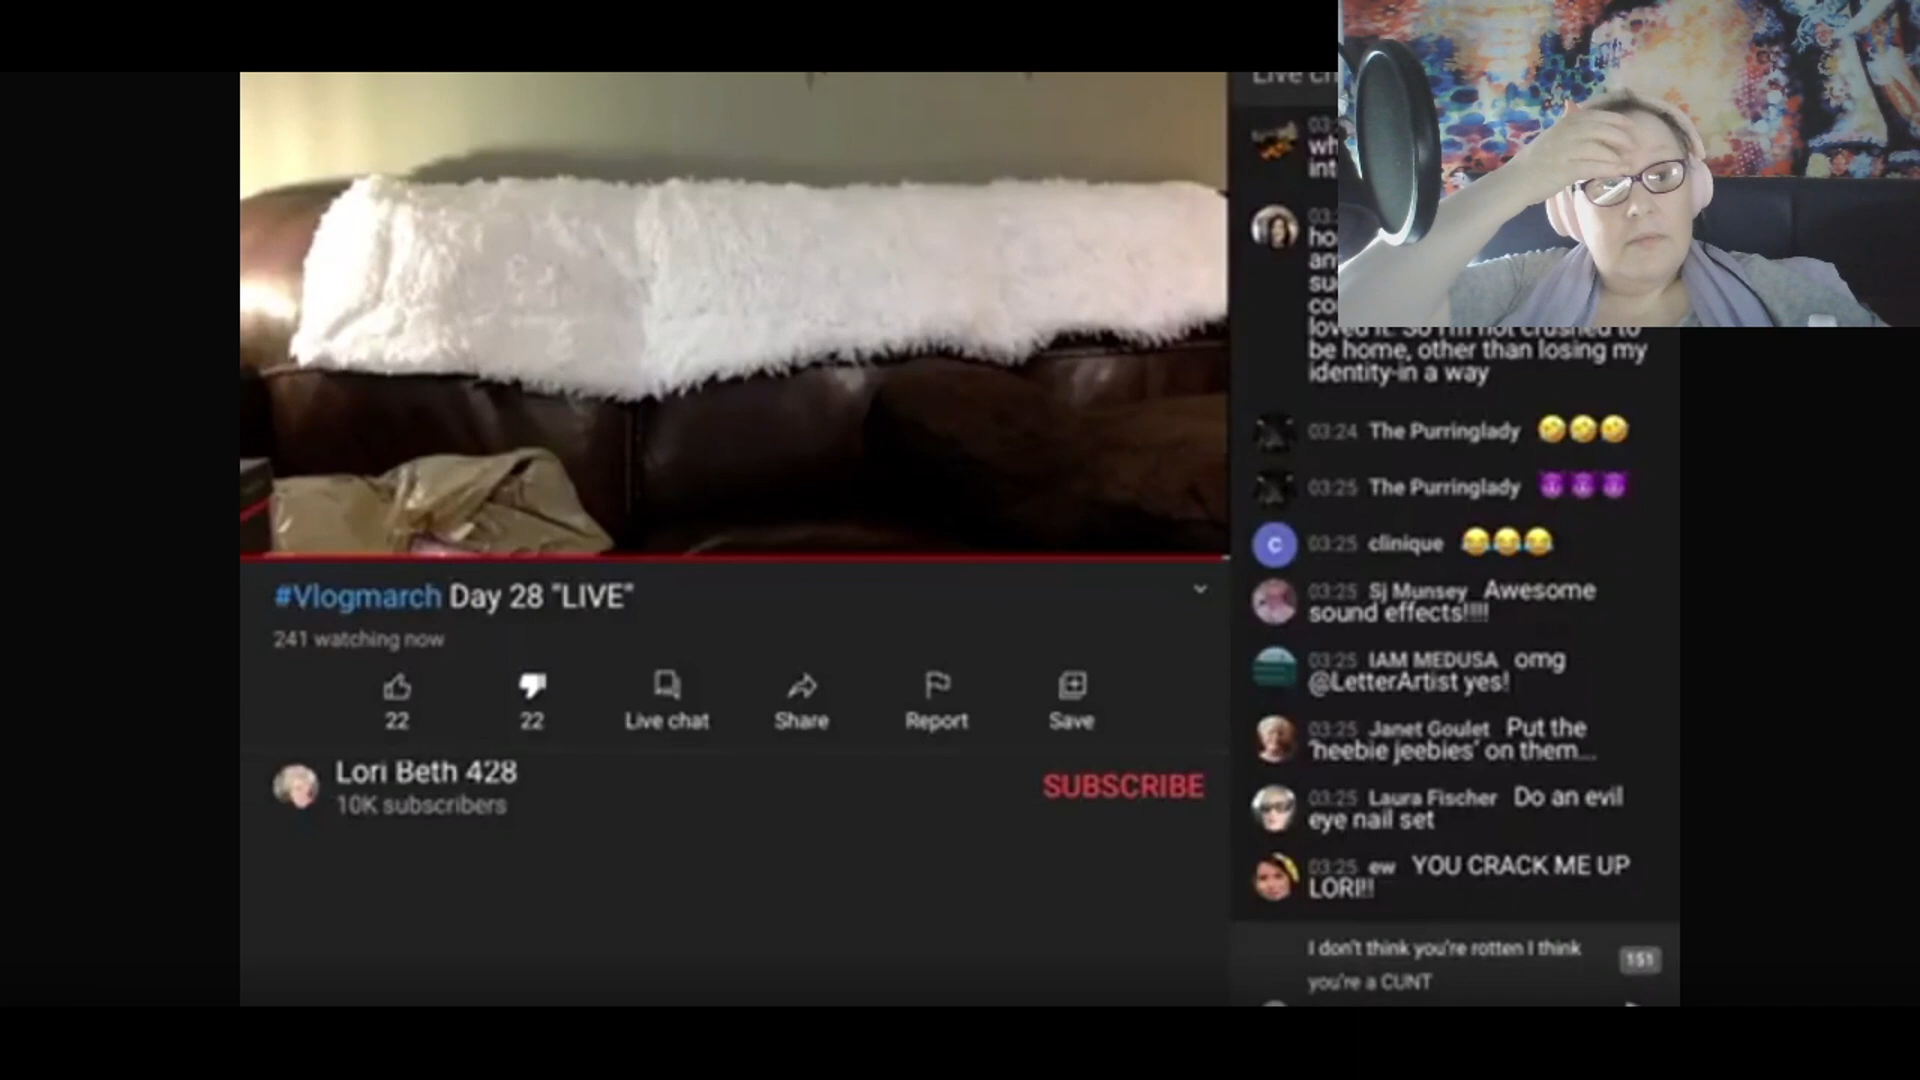 #Vlogmarch Day 28 "LIVE"
241 watching now
22
22
Live chat
Share
Report
Save
Lori Beth 428
10K subscribers
SUBSCRIBE
Live ch
03:
wh
int
03:
ho
an
su
co
loved it. So I'm not crushed to
be home, other than losing my
identity-in a way
03:24 The Purringlady 🤣🤣🤣
03:25 The Purringlady 😈😈😈
C
03:25 clinique 😂😂😂
03:25 Sj Munsey Awesome
sound effects!!!!
03:25 IAM MEDUSA omg
@LetterArtist yes!
03:25 Janet Goulet Put the
'heebie jeebies' on them...
03:25 Laura Fischer Do an evil
eye nail set
03:25 ew YOU CRACK ME UP
LORI!!
I don't think you're rotten I think
you're a CUNT
151